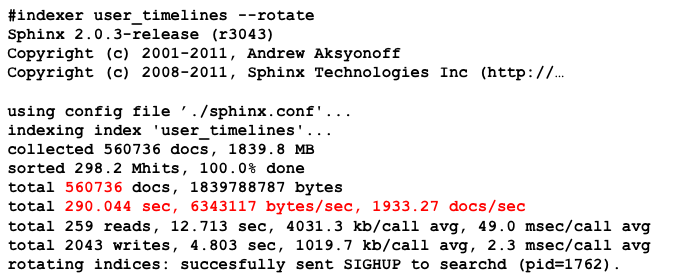 #indexer user_timelines --rotate
Sphinx 2.0.3-release (r3043)
Copyright (c) 2001-2011, Andrew Aksyonoff
Copyright (c) 2008-2011, Sphinx Technologies Inc (http://…
using config file ’./sphinx.conf'...
indexing index 'user_timelines'...
collected 560736 docs, 1839.8 MB
sorted 298.2 Mhits, 100.0% done
total 560736 docs, 1839788787 bytes
total 290.044 sec, 6343117 bytes/sec, 1933.27 docs/sec
total 259 reads, 12.713 sec, 4031.3 kb/call avg, 49.0 msec/call avg
total 2043 writes, 4.803 sec, 1019.7 kb/call avg, 2.3 msec/call avg
rotating indices: succesfully sent SIGHUP to searchd (pid=1762).